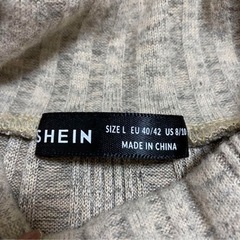 SHEIN
SIZE L EU 40/42 US 8/10
MADE IN CHINA